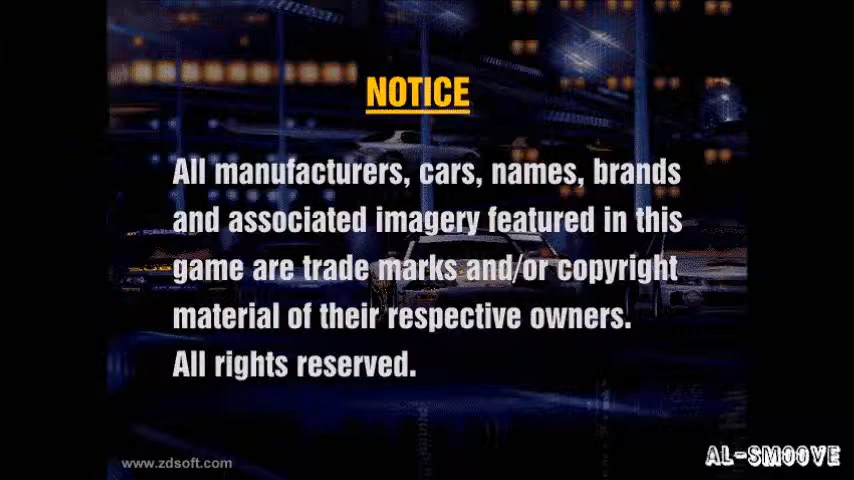 NOTICE
All manufacturers, cars, names, brands
and associated imagery featured in this
game are trade marks and/or copyright
material of their respective owners.
All rights reserved.
www.zdsoft.com
AL-SMOOVE